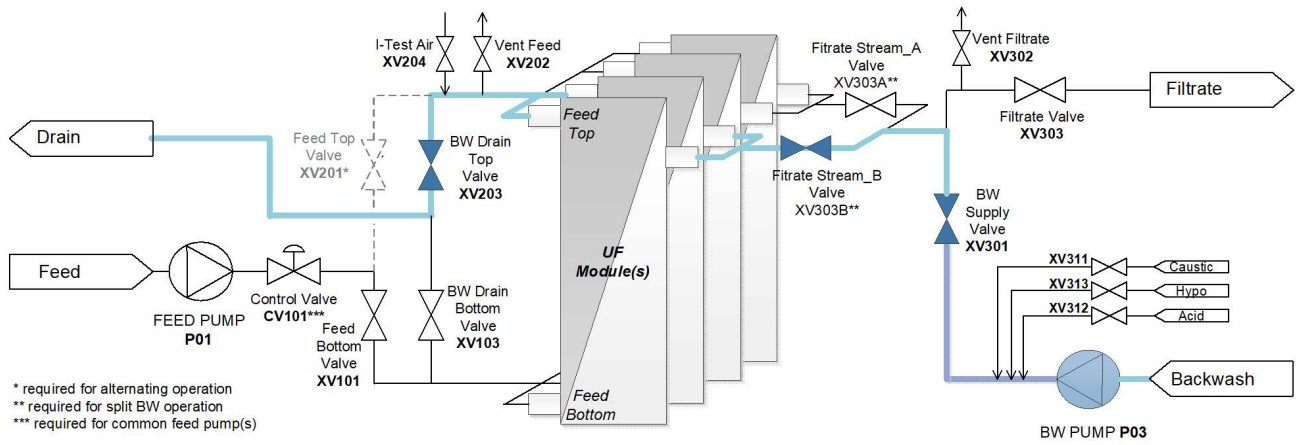 I-Test Air
XV204
Vent Feed
XV202
Fitrate Stream_A
Valve
XV303A**
Vent Filtrate
XV302
Filtrate
Filtrate Valve
XV303
Drain
Feed Top
Valve
XV201*
BW Drain
Top
Valve
XV203
Feed
Top
Fitrate Stream_B
Valve
XV303B**
BW
Supply
Valve
XV301
UF
Module(s)
Feed
FEED PUMP
P01
Control Valve
CV101***
Feed
Bottom
Valve
XV101
BW Drain
Bottom
Valve
XV103
Feed
Bottom
XV311
Caustic
XV313
Hypo
XV312
Acid
Backwash
BW PUMP P03
* required for alternating operation
** required for split BW operation
*** required for common feed pump(s)